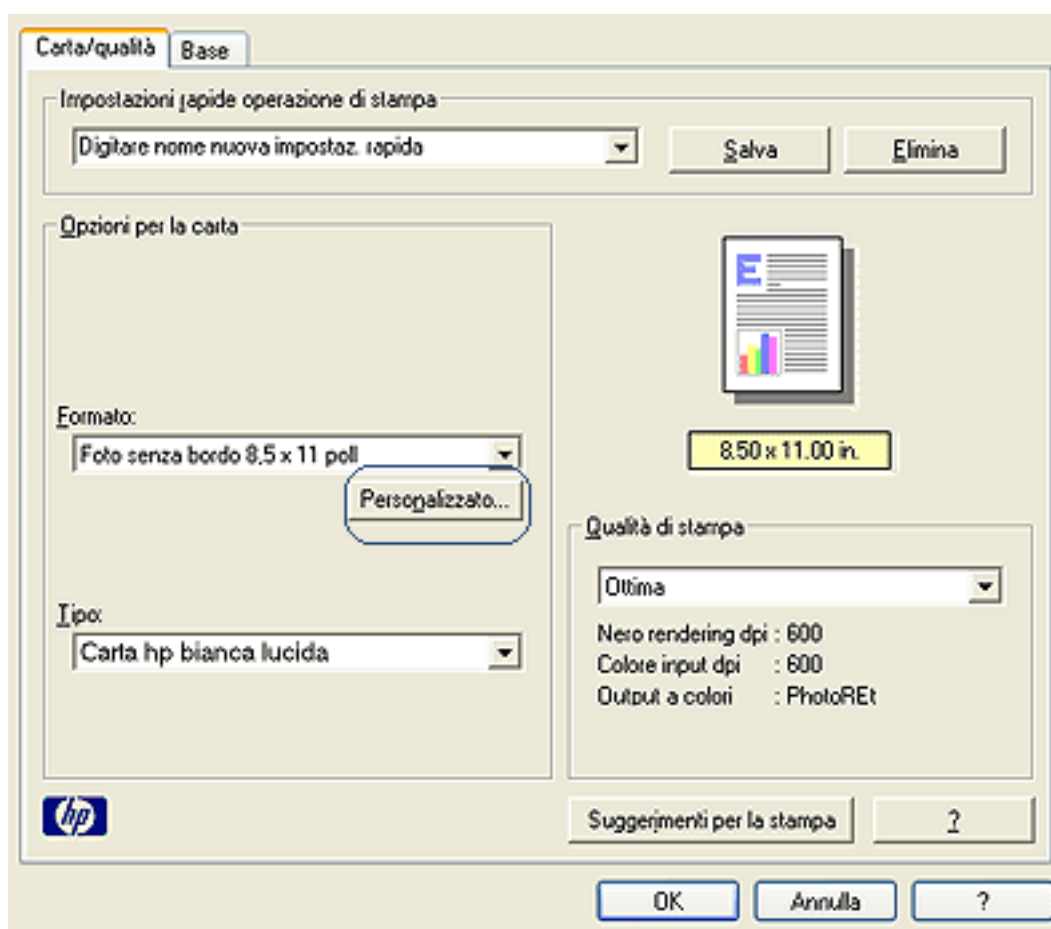 Carta/qualità
Base
Impostazioni rapide operazione di stampa
Digitare nome nuova impostaz. rapida
Salva
Elimina
Opzioni per la carta
E
Formato:
Foto senza bordo 8,5 x 11 poll
8.50 x 11.00 in.
Personalizzato...
Qualità di stampa
Ottima
Tipo:
Carta hp bianca lucida
Nero rendering dpi : 600
Colore input dpi : 600
Output a colori : PhotoREt
hp
Suggerimenti per la stampa
?
OK
Annulla
?